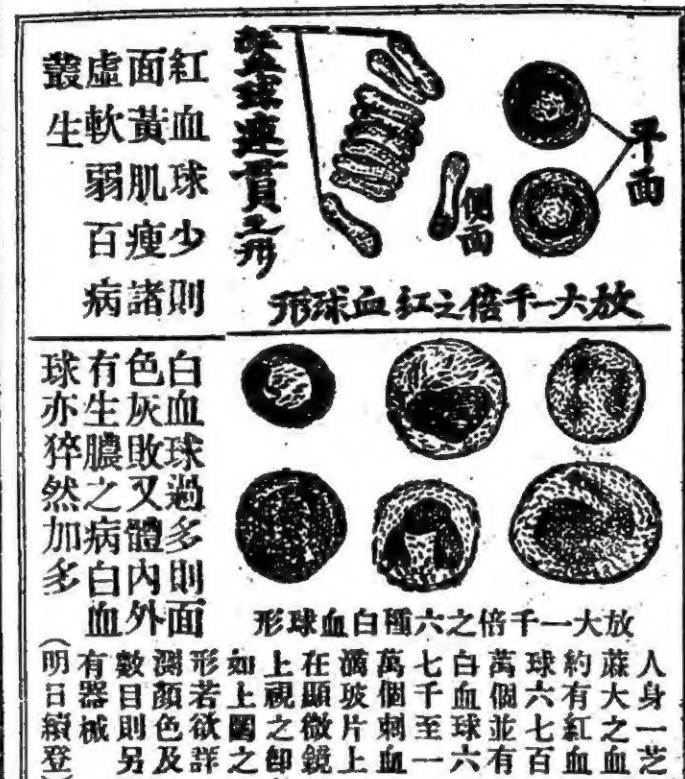 平面
側面
紅血球連貫之形
放大一千倍之紅血球形
紅血球少則
面黃肌瘦諸
虛軟弱百病
叢生
放大一千倍之六種白血球形
白血球過多則面
色灰敗又體內外
有生膿之病白血
球亦猝然加多
人身一芝
蔴大之血
約有紅血
球六七百
萬個並有
白血球六
七千至一
萬個刺血
滴玻片上
在顯微鏡
上視之卽
如上圖之
形若欲詳
測顏色及
數目則另
有器械
（明日續登）